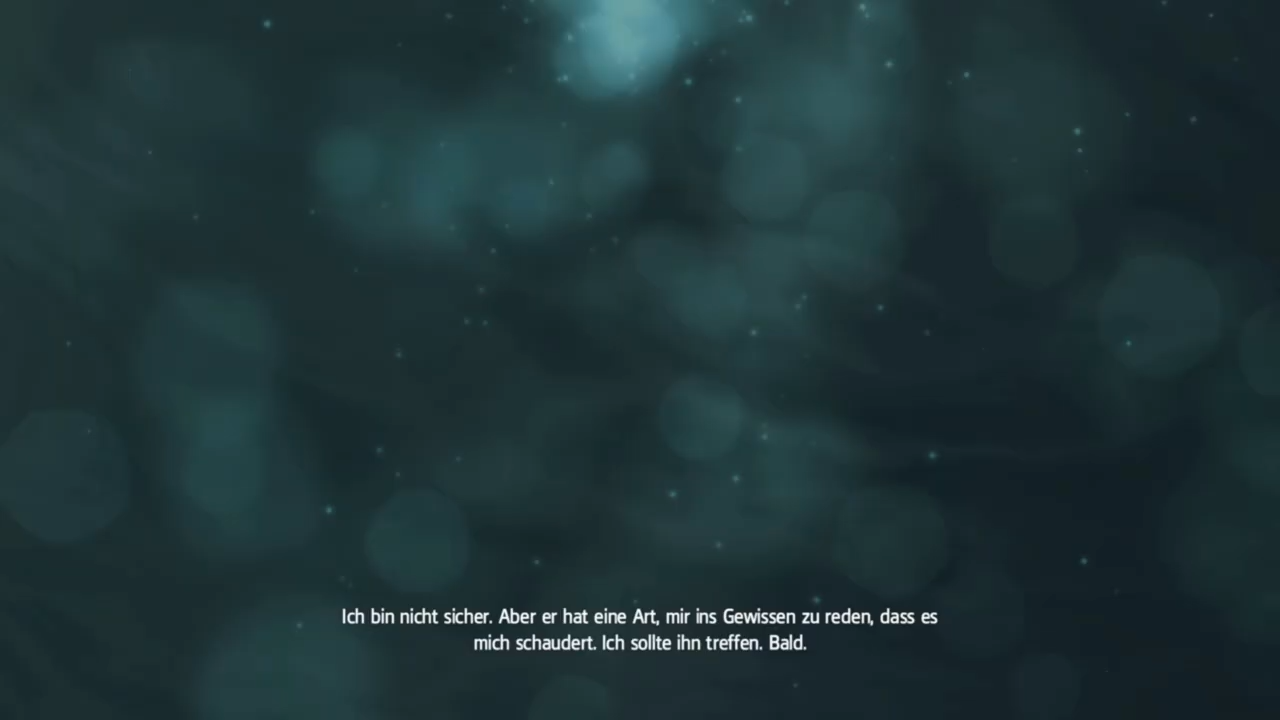 Ich bin nicht sicher. Aber er hat eine Art, mir ins Gewissen zu reden, dass es
mich schaudert. Ich sollte ihn treffen. Bald.